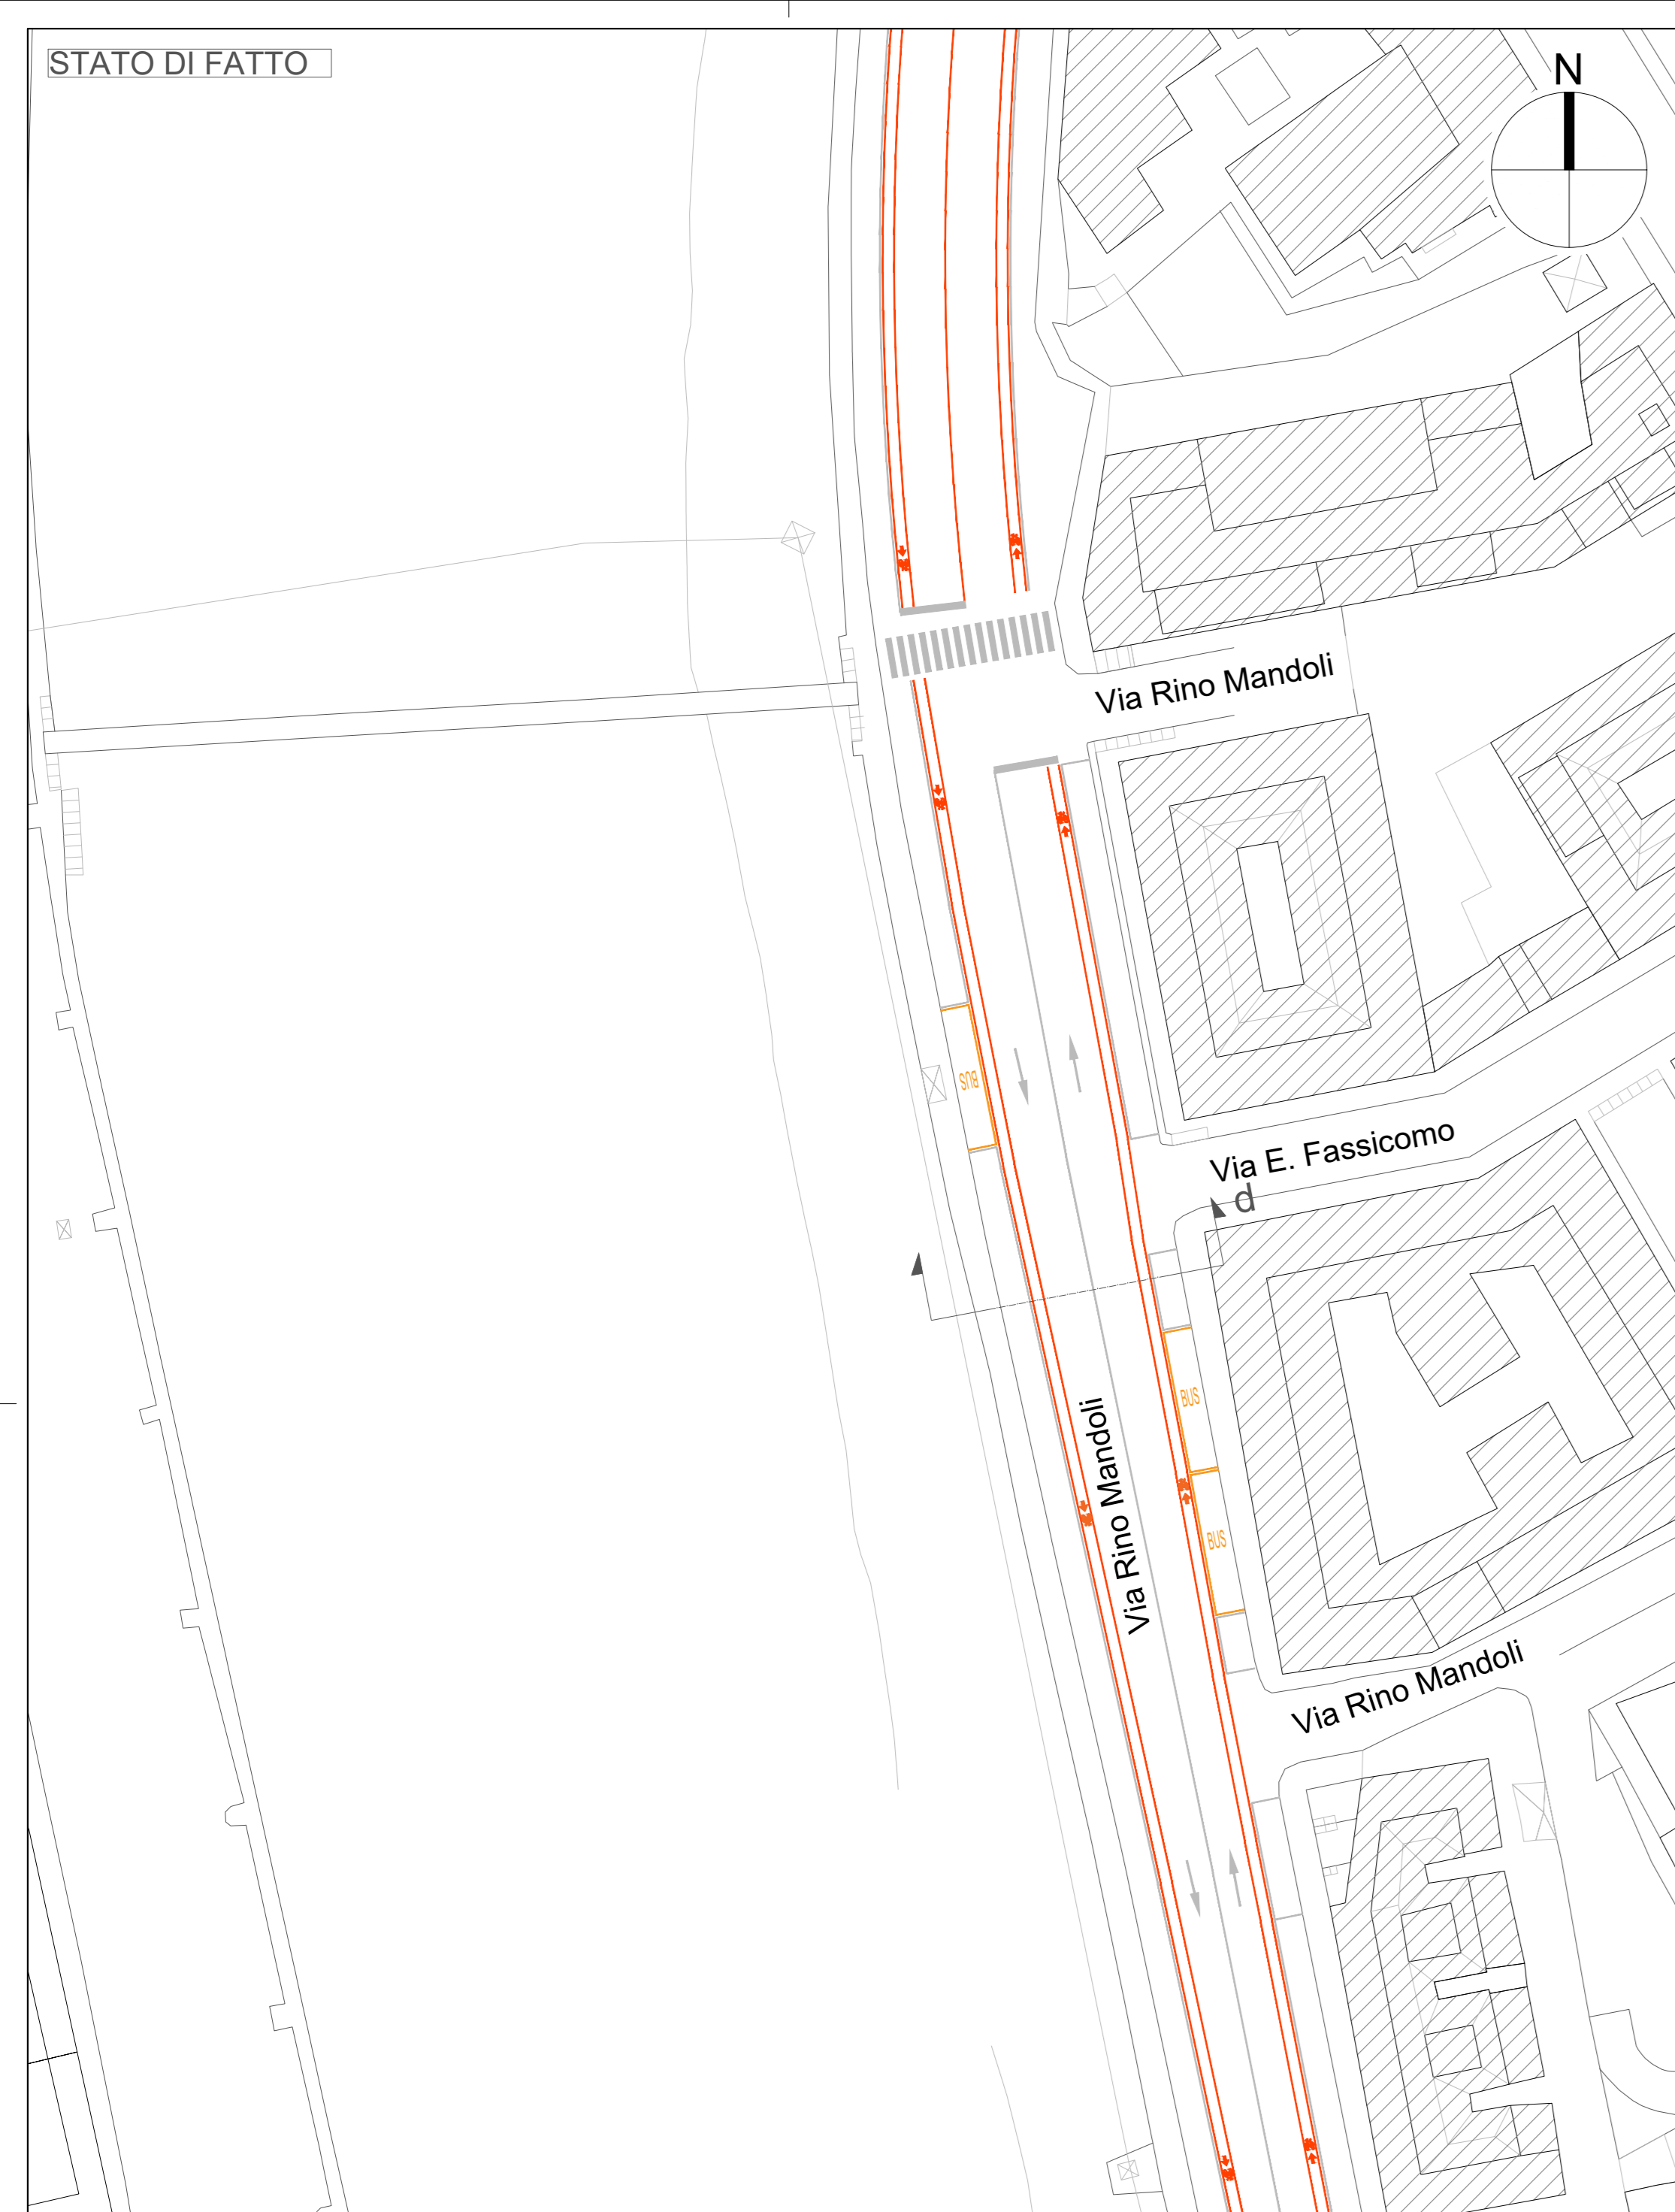 STATO DI FATTO
N
Via Rino Mandoli
BUS
Via E. Fassicomo
d
BUS
Via Rino Mandoli
BUS
Via Rino Mandoli